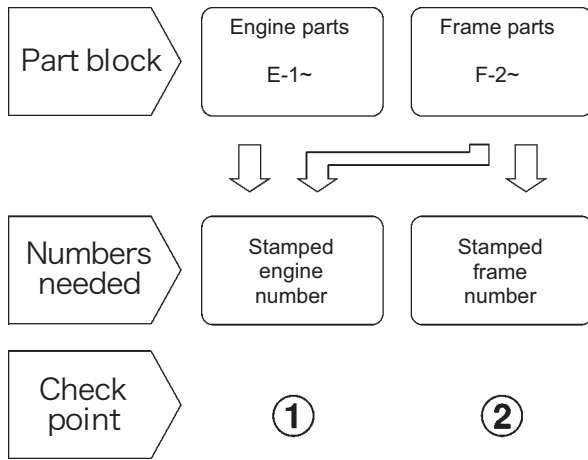 Part block
Engine parts
E-1~
Frame parts
F-2~
Numbers
needed
Stamped
engine
number
Stamped
frame
number
Check
point
①
②